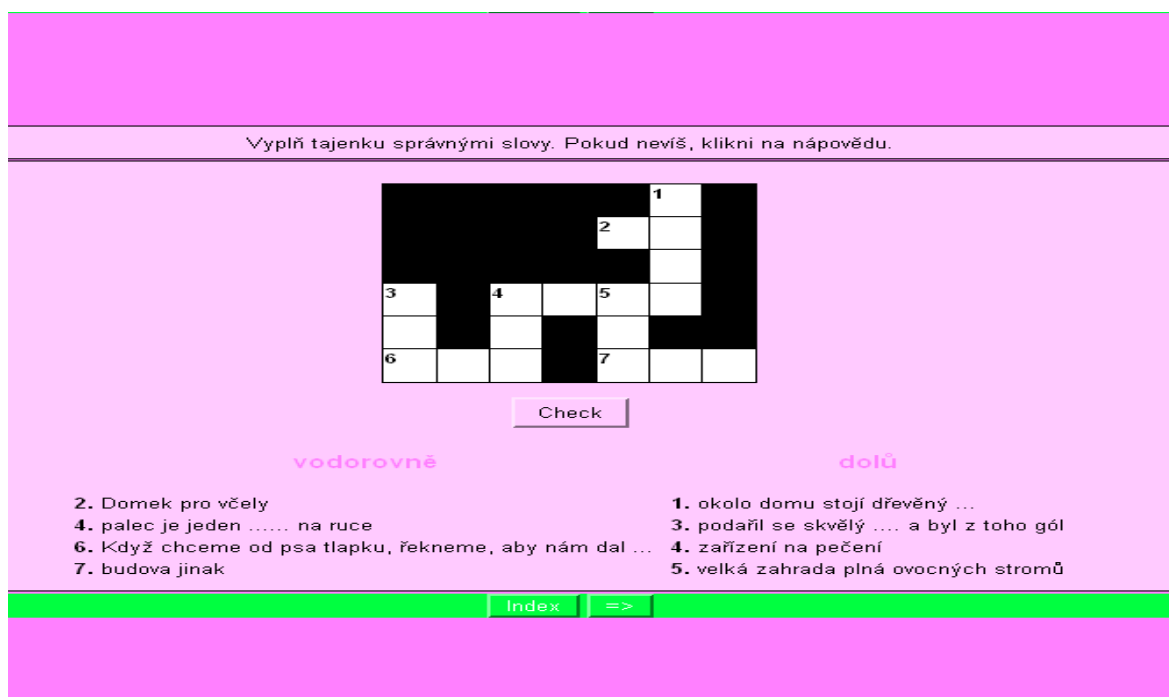 Vyplň tajenku správnými slovy. Pokud nevíš, klikni na nápovědu.
1
2
3 4 5
6 7
Check
vodorovně
2. Domek pro včely
4. palec je jeden ...... na ruce
6. Když chceme od psa tlapku, řekneme, aby nám dal ...
7. budova jinak
dolů
1. okolo domu stojí dřevěný ...
3. podařil se skvělý .... a byl z toho gól
4. zařízení na pečení
5. velká zahrada plná ovocných stromů
Index =>